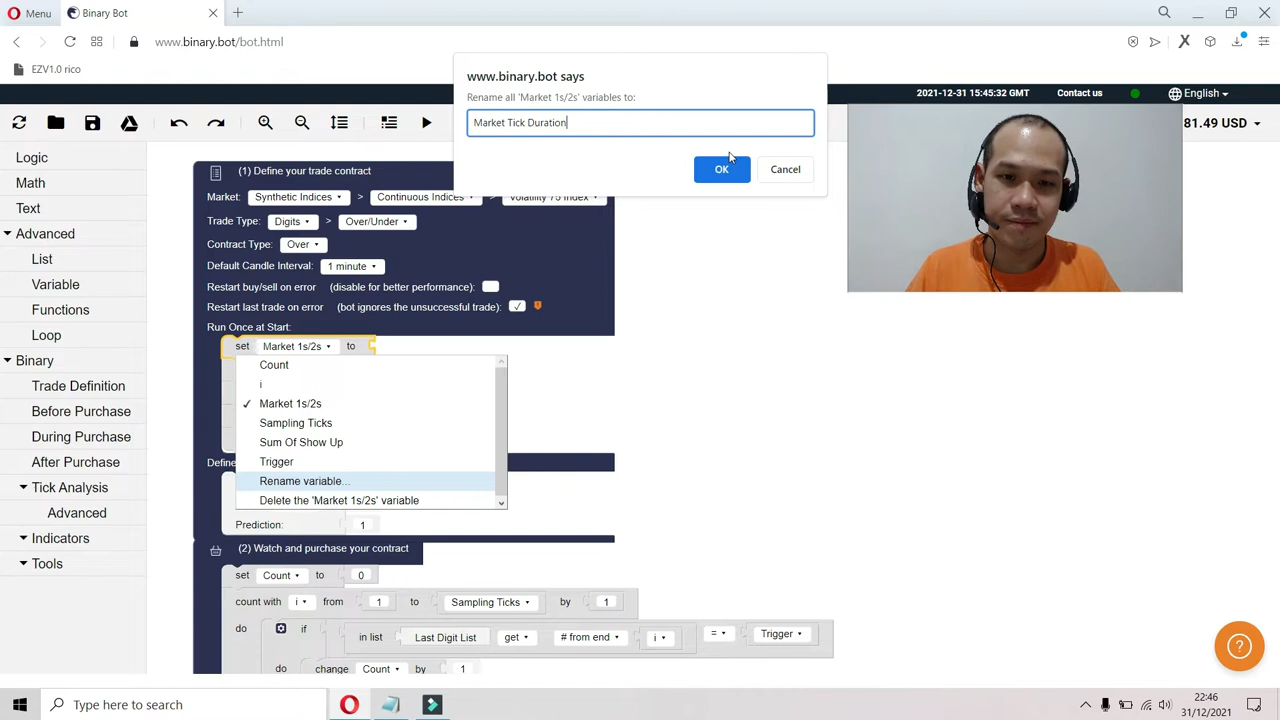 Menu
Binary Bot
www.binary.bot/bot.html
EZV1.0 rico
www.binary.bot says
Rename all 'Market 1s/2s' variables to:
Market Tick Duration
OK
Cancel
2021-12-31 15:45:32 GMT
Contact us
English
81.49 USD
Logic
Math
Text
Advanced
List
Variable
Functions
Loop
Binary
Trade Definition
Before Purchase
During Purchase
After Purchase
Tick Analysis
Advanced
Indicators
Tools
(1) Define your trade contract
Market: Synthetic Indices > Continuous Indices > Volatility 75 Index
Trade Type: Digits > Over/Under
Contract Type: Over
Default Candle Interval: 1 minute
Restart buy/sell on error (disable for better performance):
Restart last trade on error (bot ignores the unsuccessful trade): ✓
Run Once at Start:
set Market 1s/2s to
Count
i
✓ Market 1s/2s
Sampling Ticks
Sum Of Show Up
Trigger
Rename variable...
Delete the 'Market 1s/2s' variable
Define
Prediction: 1
(2) Watch and purchase your contract
set Count to 0
count with i from 1 to Sampling Ticks by 1
do if in list Last Digit List get # from end i = Trigger
do change Count by 1
Type here to search
22:46
31/12/2021